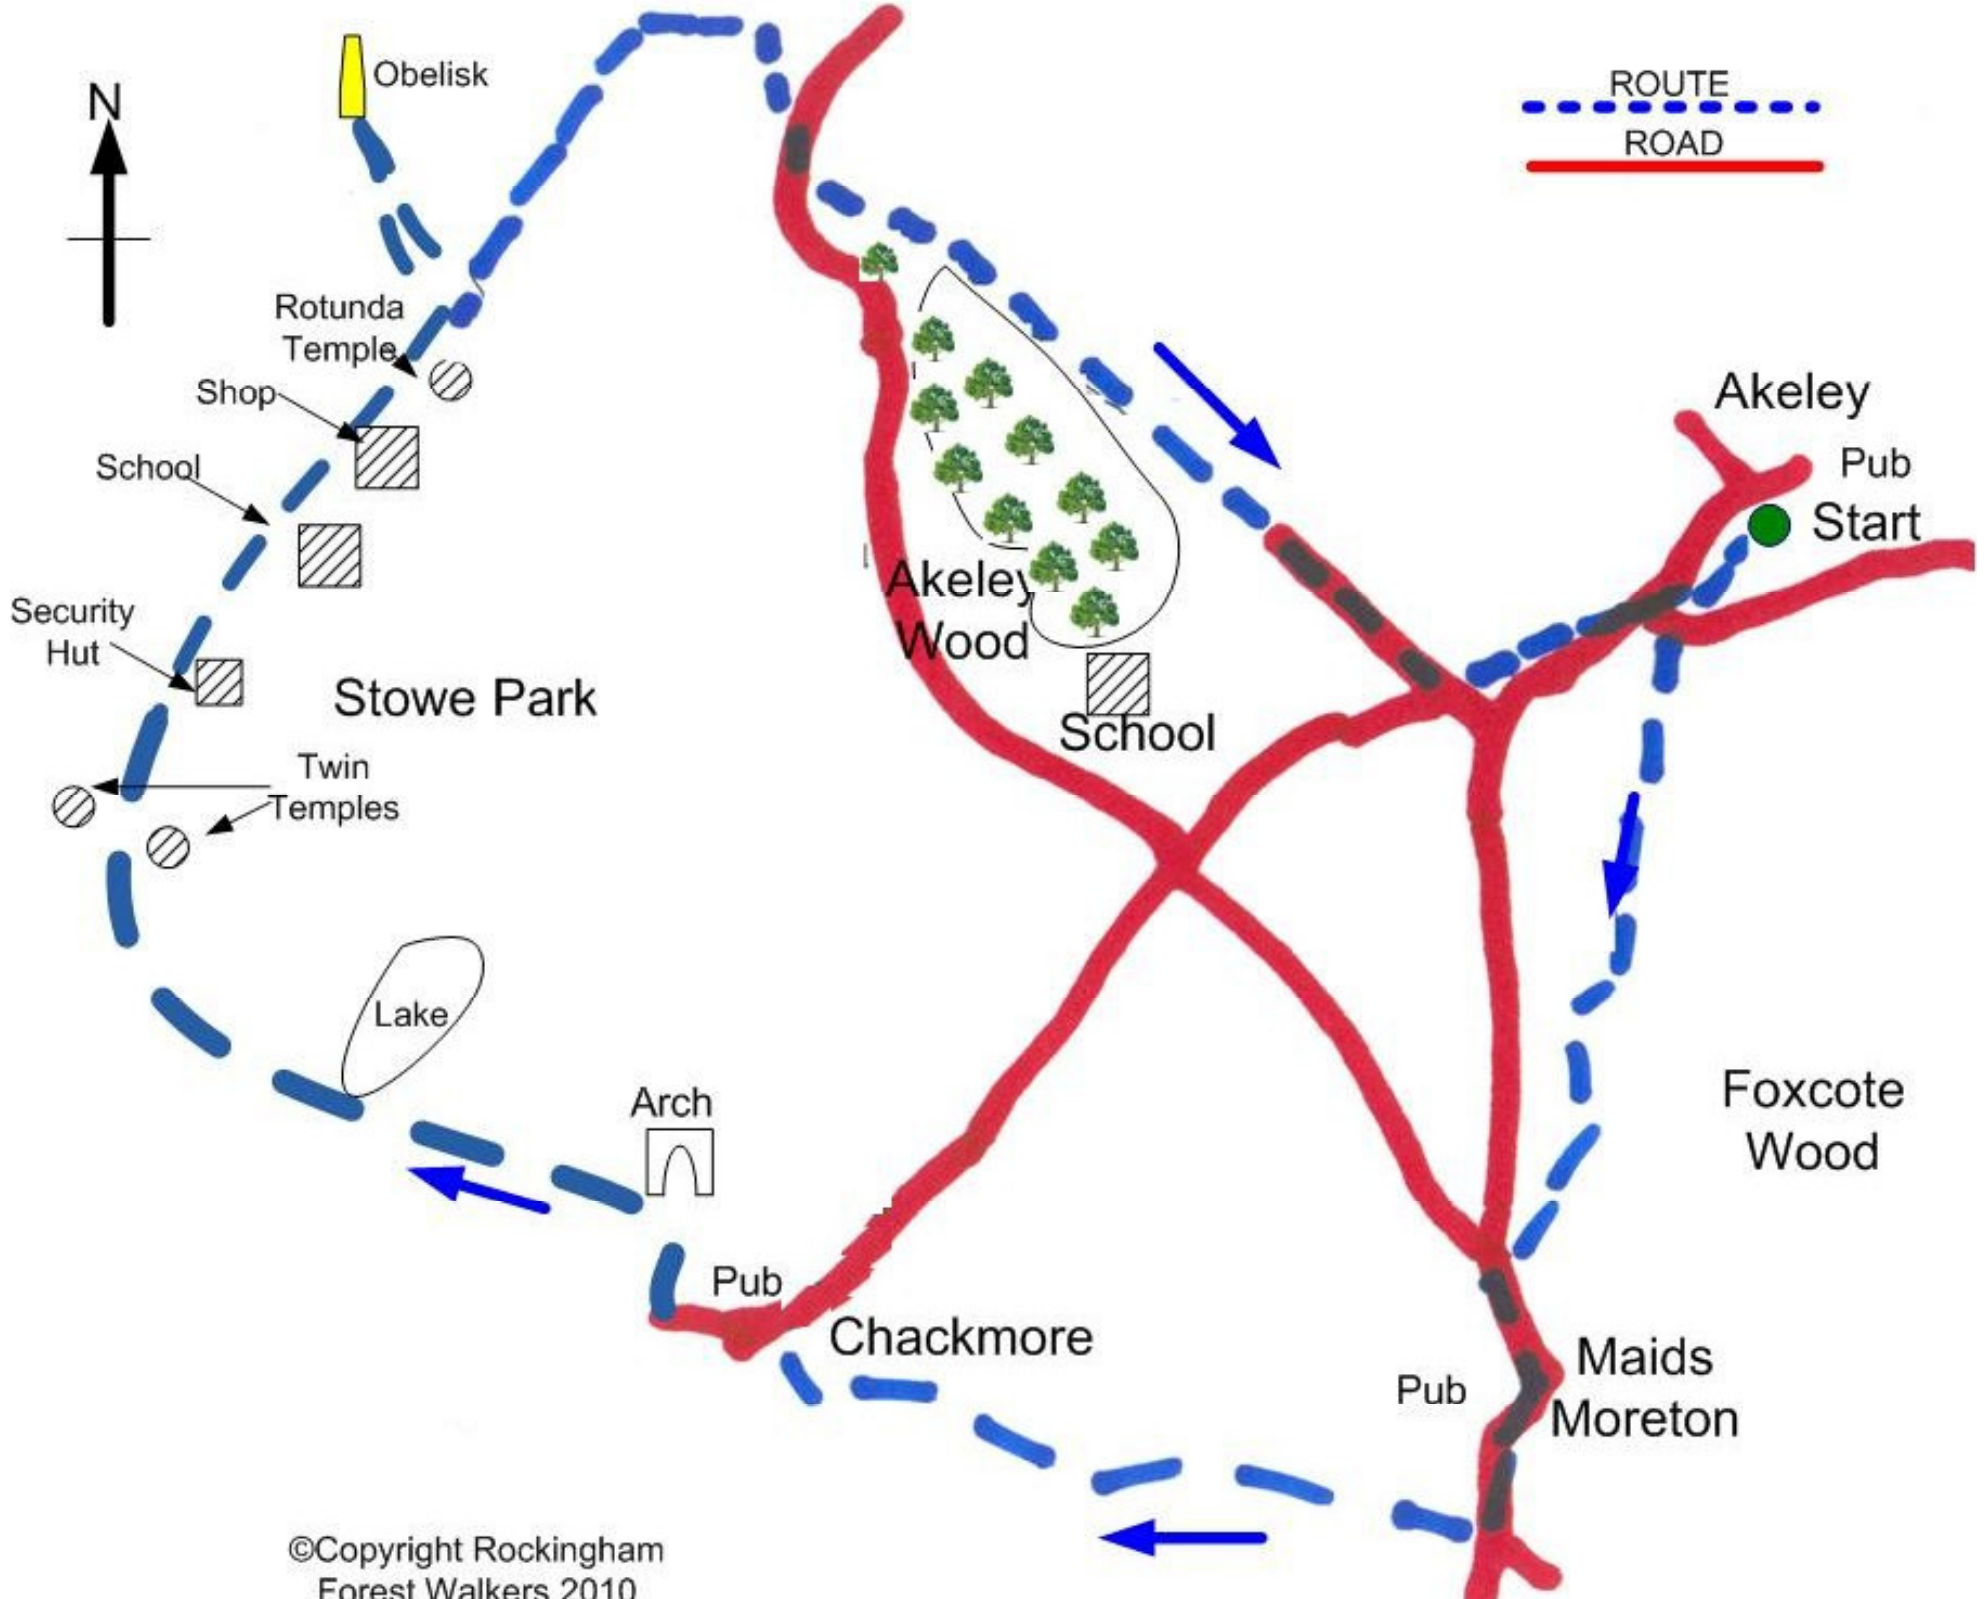 Obelisk
N
ROUTE
ROAD
Rotunda
Temple
Shop
School
Security
Hut
Stowe Park
Twin
Temples
Lake
Arch
Pub
Chackmore
Akeley
Wood
School
Akeley
Pub
Start
Foxcote
Wood
Maids
Moreton
Pub
©Copyright Rockingham
Forest Walkers 2010